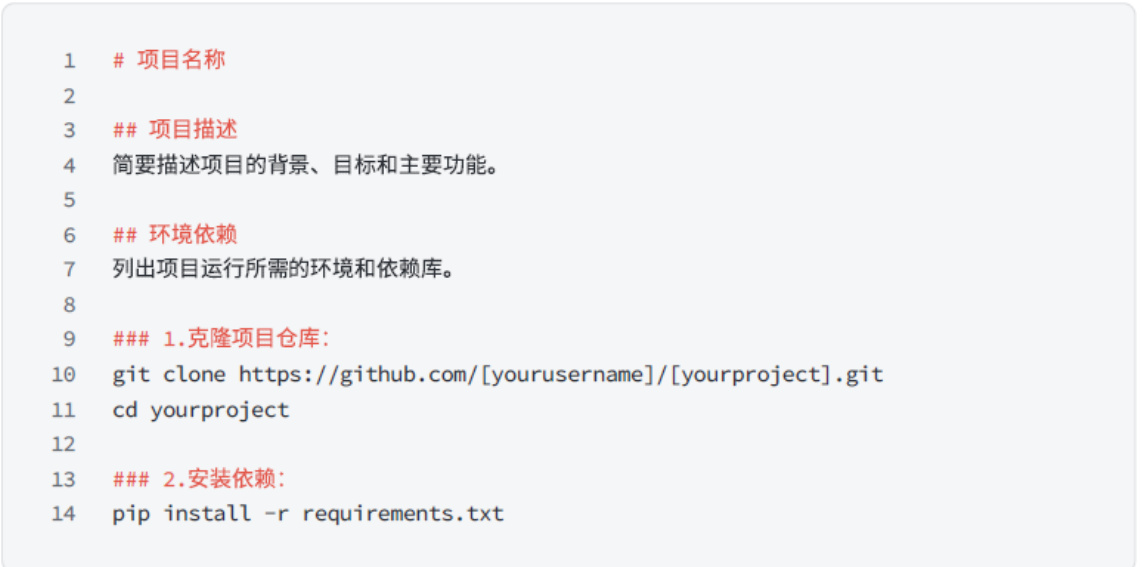 1 # 项目名称
2
3 ## 项目描述
4 简要描述项目的背景、目标和主要功能。
5
6 ## 环境依赖
7 列出项目运行所需的环境和依赖库。
8
9 ### 1.克隆项目仓库:
10 git clone https://github.com/[yourusername]/[yourproject].git
11 cd yourproject
12
13 ### 2.安装依赖:
14 pip install -r requirements.txt